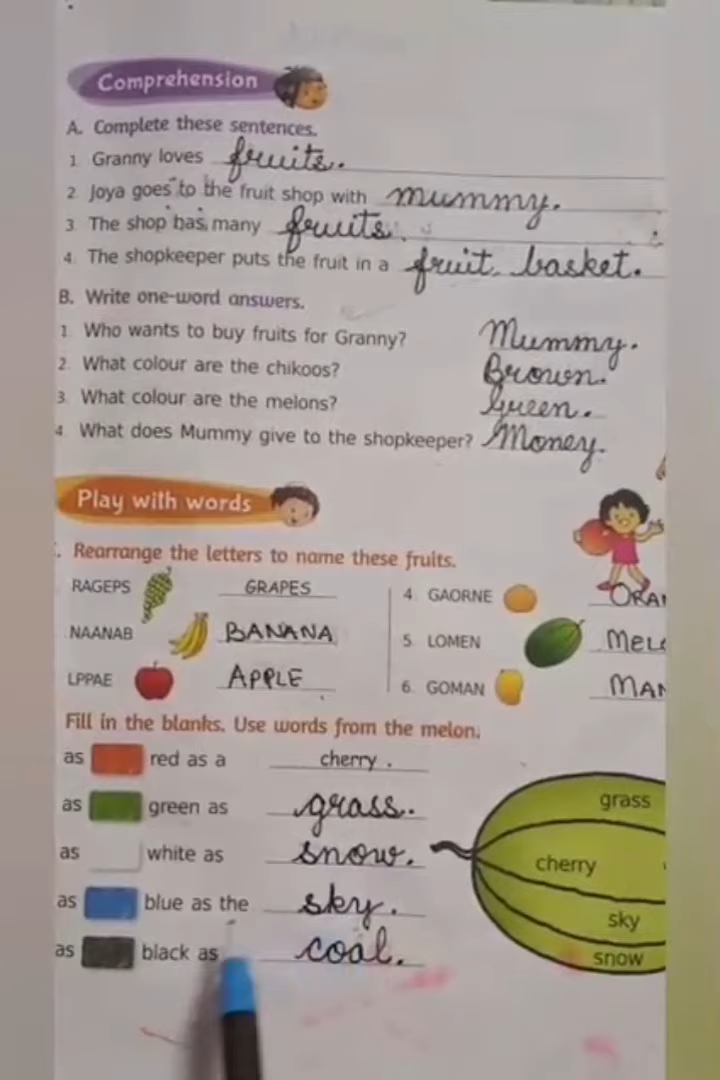 Comprehension
A. Complete these sentences.
1. Granny loves fruits.
2. Joya goes to the fruit shop with mummy.
3. The shop has many fruits.
4. The shopkeeper puts the fruit in a fruit basket.
B. Write one-word answers.
1. Who wants to buy fruits for Granny? Mummy.
2. What colour are the chikoos? Brown.
3. What colour are the melons? Green.
4. What does Mummy give to the shopkeeper? Money.
Play with words
Rearrange the letters to name these fruits.
RAGEPS GRAPES 4. GAORNE ORAN
NAANAB BANANA 5. LOMEN MELO
LPPAE APPLE 6. GOMAN MAN
Fill in the blanks. Use words from the melon.
as red as a cherry.
as green as grass.
as white as snow.
as blue as the sky.
as black as coal.
grass
cherry
sky
snow